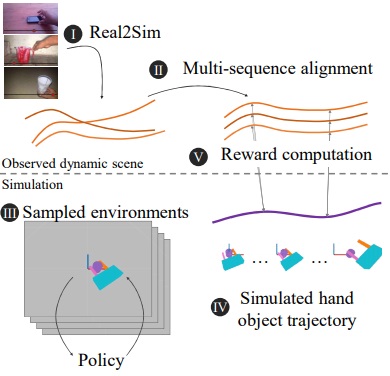 I Real2Sim
II Multi-sequence alignment
Observed dynamic scene
V Reward computation
Simulation
III Sampled environments
... ...
IV Simulated hand
object trajectory
Policy